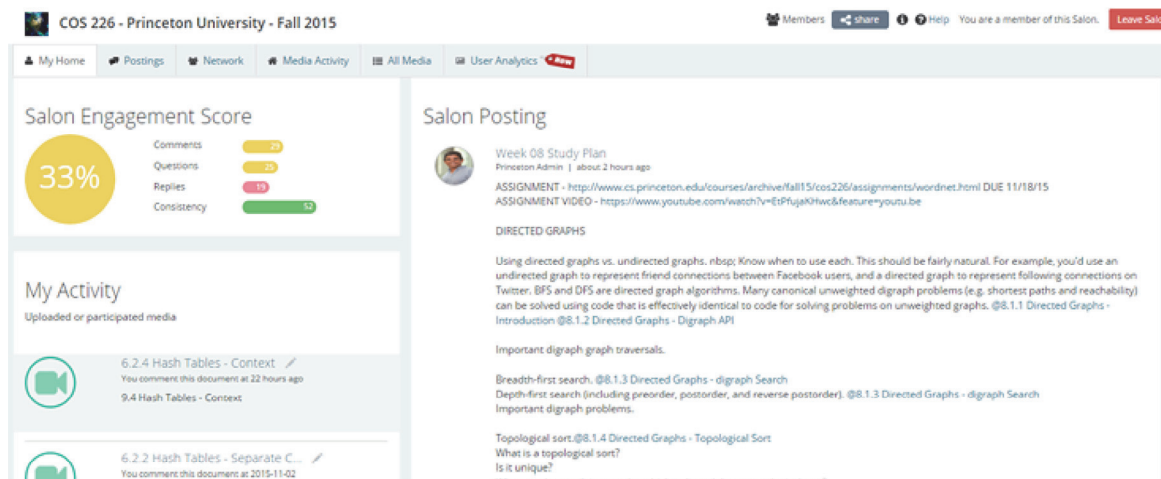 COS 226 - Princeton University - Fall 2015
Members share Help You are a member of this Salon. Leave Salo
My Home Postings Network Media Activity All Media User Analytics New
Salon Engagement Score
33%
Comments 29
Questions 25
Replies 19
Consistency 52
My Activity
Uploaded or participated media
6.2.4 Hash Tables - Context
You comment this document at 22 hours ago
9.4 Hash Tables - Context
6.2.2 Hash Tables - Separate C...
You comment this document at 2015-11-02
Salon Posting
Week 08 Study Plan
Princeton Admin | about 2 hours ago
ASSIGNMENT - http://www.cs.princeton.edu/courses/archive/fall15/cos226/assignments/wordnet.html DUE 11/18/15
ASSIGNMENT VIDEO - https://www.youtube.com/watch?v=EtPfujaKHwc&feature=youtu.be
DIRECTED GRAPHS
Using directed graphs vs. undirected graphs. nbsp; Know when to use each. This should be fairly natural. For example, you'd use an
undirected graph to represent friend connections between Facebook users, and a directed graph to represent following connections on
Twitter. BFS and DFS are directed graph algorithms. Many canonical unweighted digraph problems (e.g. shortest paths and reachability)
can be solved using code that is effectively identical to code for solving problems on unweighted graphs. @8.1.1 Directed Graphs -
Introduction @8.1.2 Directed Graphs - Digraph API
Important digraph graph traversals.
Breadth-first search. @8.1.3 Directed Graphs - digraph Search
Depth-first search (including preorder, postorder, and reverse postorder). @8.1.3 Directed Graphs - digraph Search
Important digraph problems.
Topological sort.@8.1.4 Directed Graphs - Topological Sort
What is a topological sort?
Is it unique?